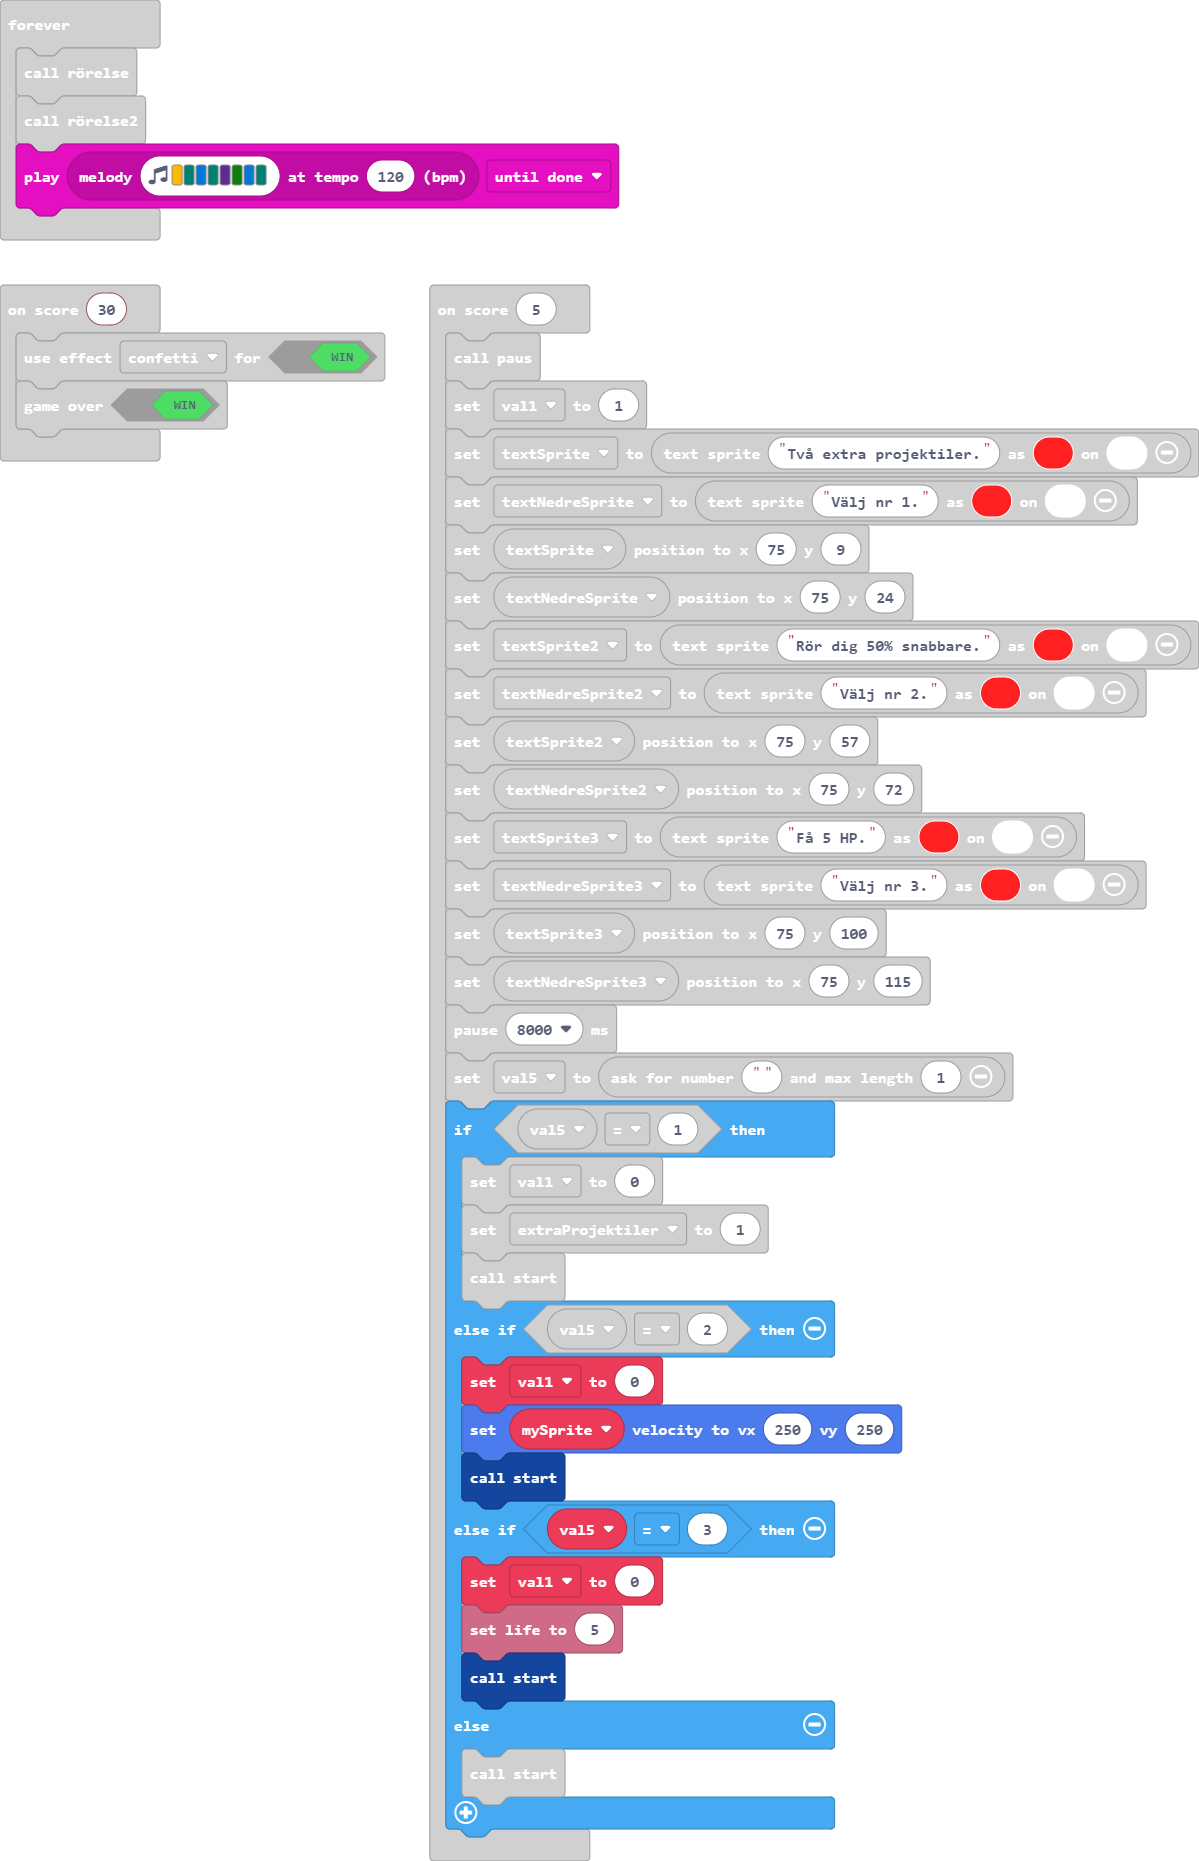 forever
call rörelse
call rörelse2
play melody at tempo 120 (bpm) until done
on score 30
use effect confetti for WIN
game over WIN
on score 5
call paus
set val1 to 1
set textSprite to text sprite "Två extra projektiler." as on
set textNedreSprite to text sprite "Välj nr 1." as on
set textSprite position to x 75 y 9
set textNedreSprite position to x 75 y 24
set textSprite2 to text sprite "Rör dig 50% snabbare." as on
set textNedreSprite2 to text sprite "Välj nr 2." as on
set textSprite2 position to x 75 y 57
set textNedreSprite2 position to x 75 y 72
set textSprite3 to text sprite "Få 5 HP." as on
set textNedreSprite3 to text sprite "Välj nr 3." as on
set textSprite3 position to x 75 y 100
set textNedreSprite3 position to x 75 y 115
pause 8000 ms
set val5 to ask for number "" and max length 1
if val5 = 1 then
set val1 to 0
set extraProjektiler to 1
call start
else if val5 = 2 then
set val1 to 0
set mySprite velocity to vx 250 vy 250
call start
else if val5 = 3 then
set val1 to 0
set life to 5
call start
else
call start